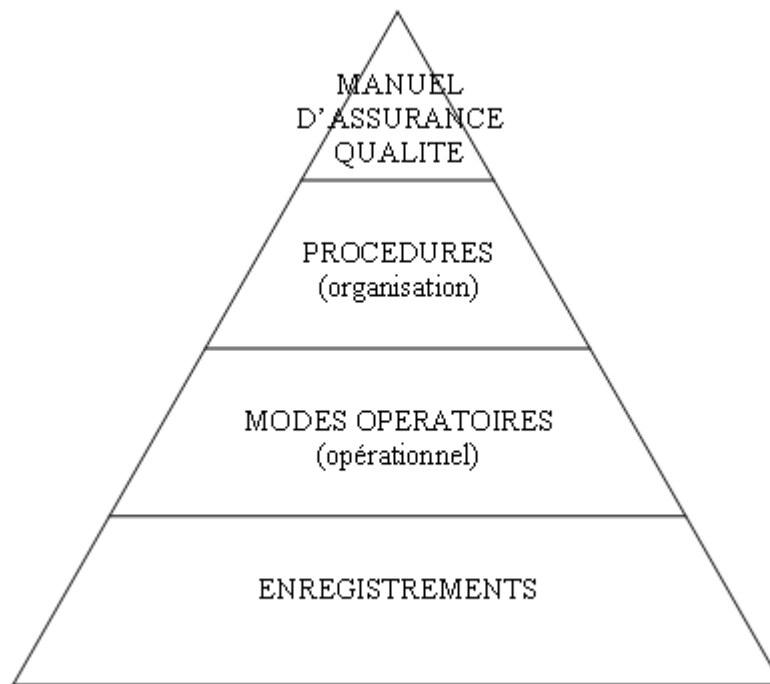 MANUEL
D’ASSURANCE
QUALITE
PROCEDURES
(organisation)
MODES OPERATOIRES
(opérationnel)
ENREGISTREMENTS